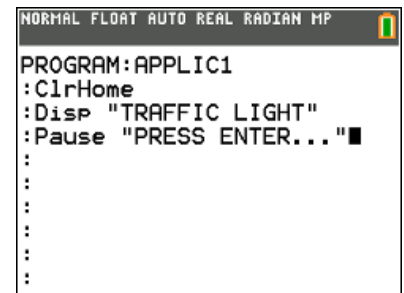 NORMAL FLOAT AUTO REAL RADIAN MP
PROGRAM:APPLIC1
:ClrHome
:Disp "TRAFFIC LIGHT"
:Pause "PRESS ENTER..."
:
:
:
:
:
: